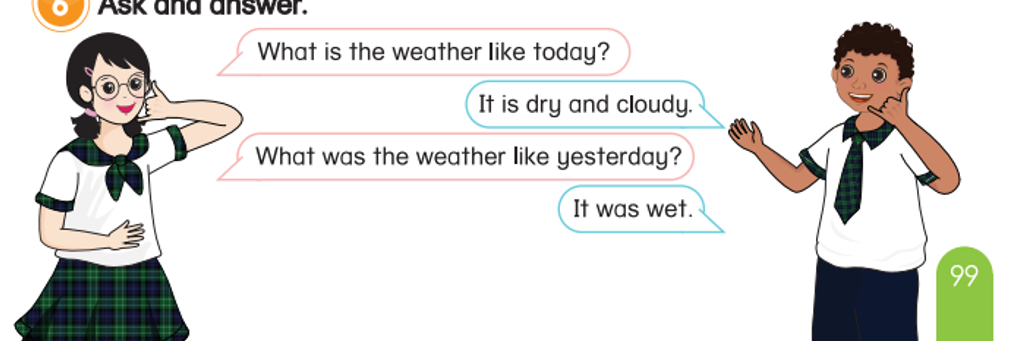 6 Ask and answer.
What is the weather like today?
It is dry and cloudy.
What was the weather like yesterday?
It was wet.
99